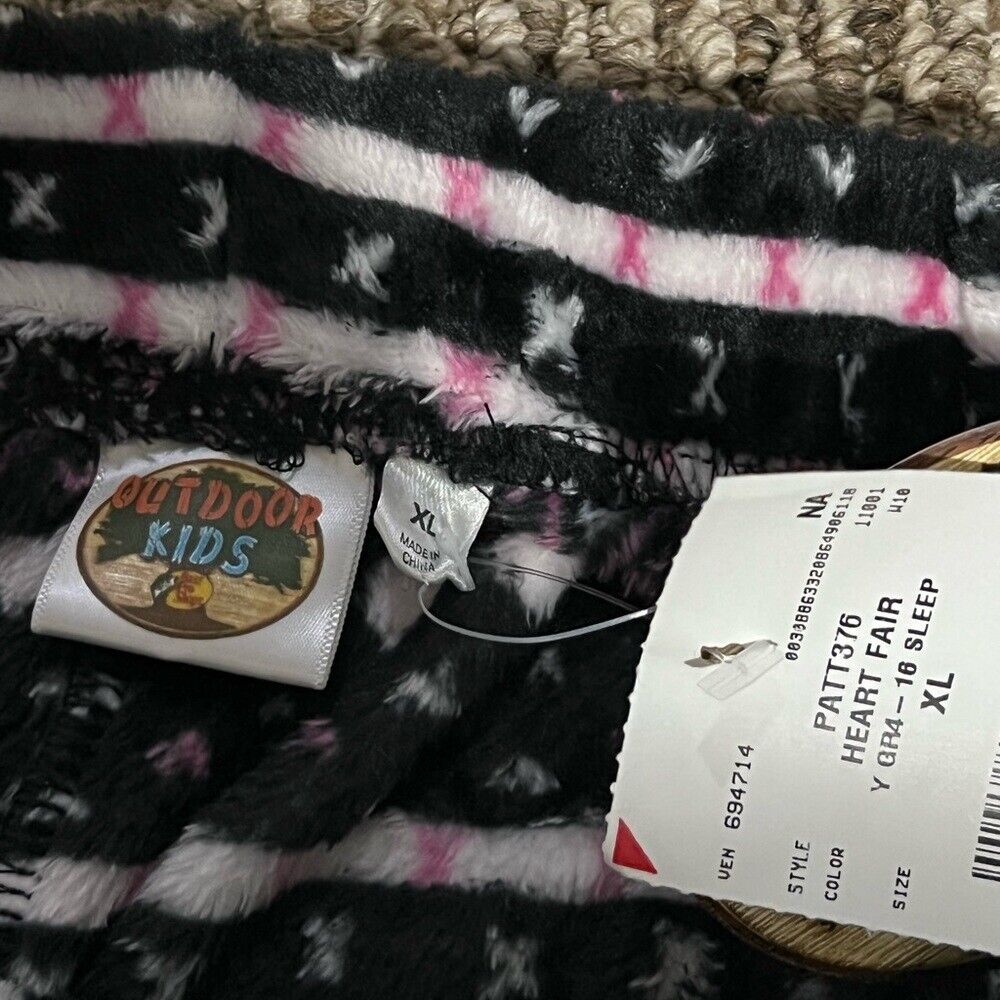 OUTDOOR
KIDS
XL
MADE IN
CHINA
NA
00308863320864906118
11001
W10
PATT376
HEART FAIR
Y GR4-16 SLEEP
XL
VEN 694714
STYLE
COLOR
SIZE